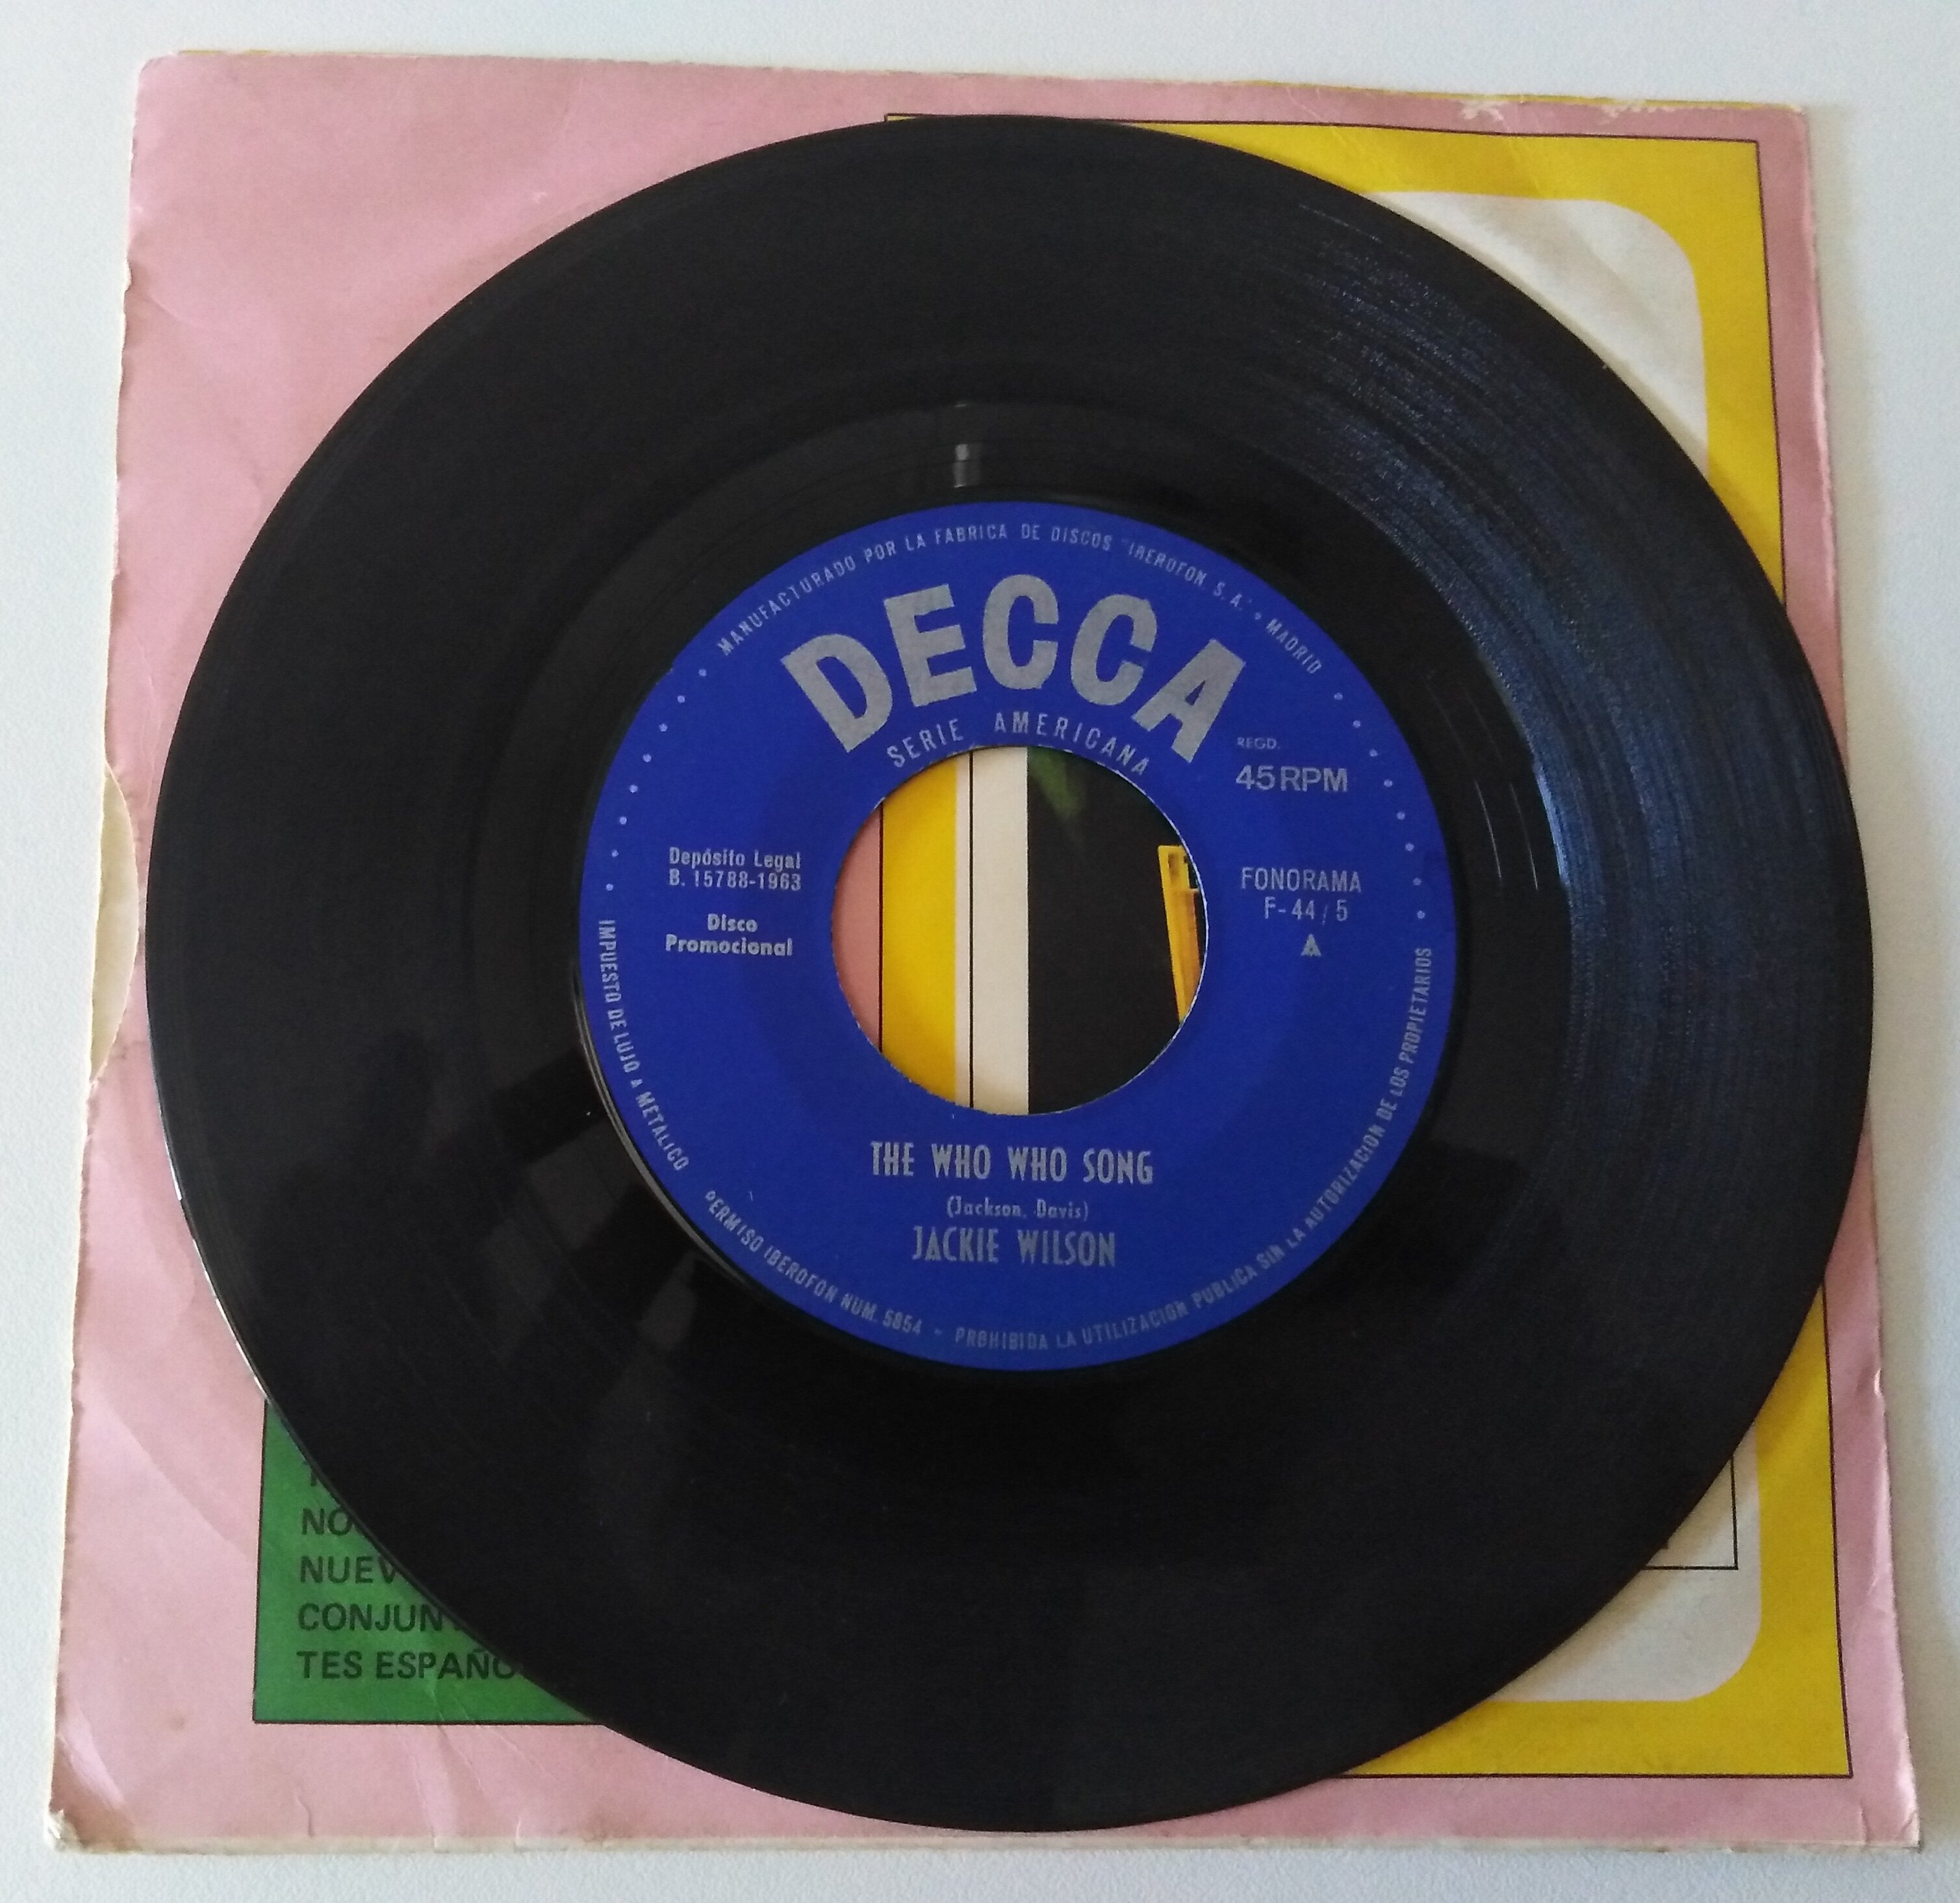 MANUFACTURADO POR LA FABRICA DE DISCOS "IBEROFON, S.A." - MADRID
DECCA
SERIE AMERICANA
REGD.
45 RPM
Depósito Legal
B. 15788-1963
Disco
Promocional
FONORAMA
F-44/5
A
THE WHO WHO SONG
(Jackson, Davis)
JACKIE WILSON
IMPUESTO DE LUJO A METALICO
PERMISO IBEROFON NUM. 5854 - PROHIBIDA LA UTILIZACION PUBLICA SIN LA AUTORIZACION DE LOS PROPIETARIOS
NO
NUEV
CONJUN
TES ESPAÑO